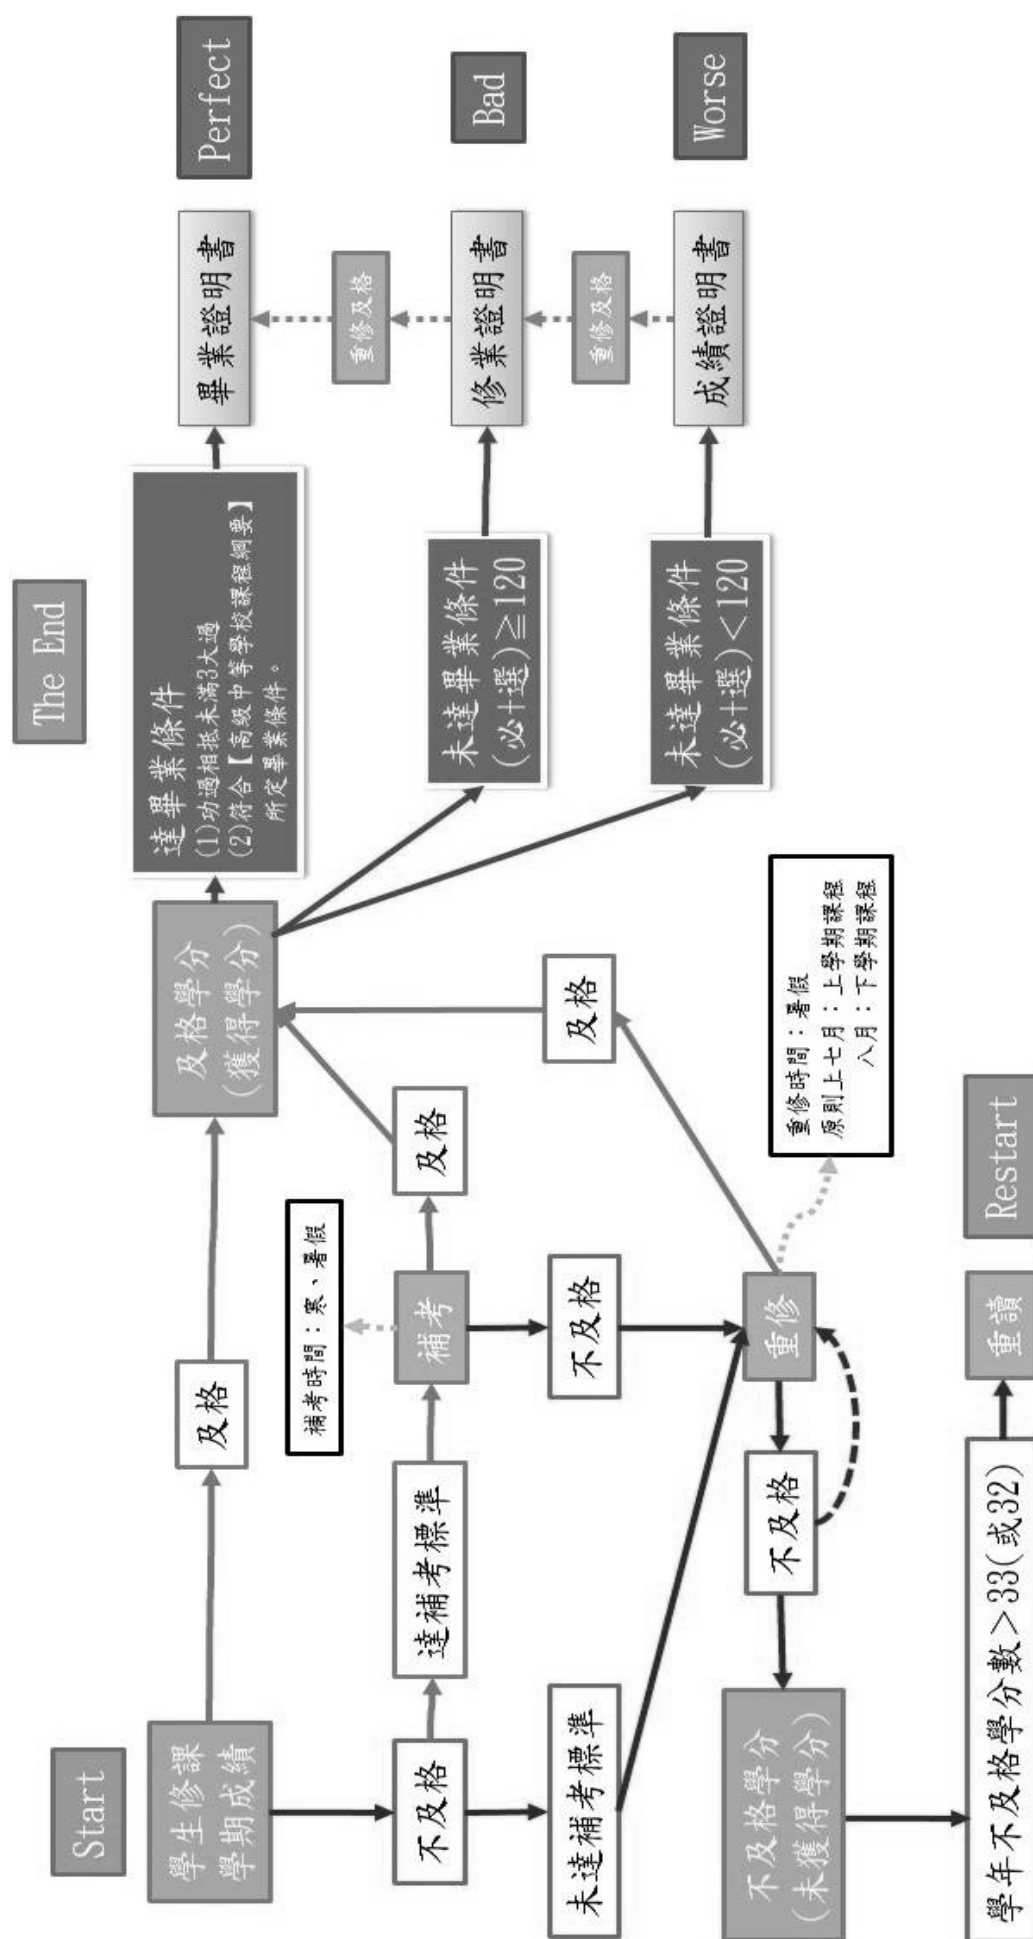 Start
The End
學生修課
學期成績
及格
及格學分
(獲得學分)
達畢業條件
(1)功過相抵未滿3大過
(2)符合【高級中等學校課程綱要】
所定畢業條件。
畢業證明書
Perfect
補考時間：寒、暑假
重修及格
不及格
達補考標準
補考
及格
未達畢業條件
(必+選)≧120
修業證明書
Bad
未達補考標準
不及格
及格
重修及格
未達畢業條件
(必+選)<120
成績證明書
Worse
不及格學分
(未獲得學分)
不及格
重修
重修時間：暑假
原則上七月：上學期課程
八月：下學期課程
學年不及格學分數>33(或32)
重讀
Restart